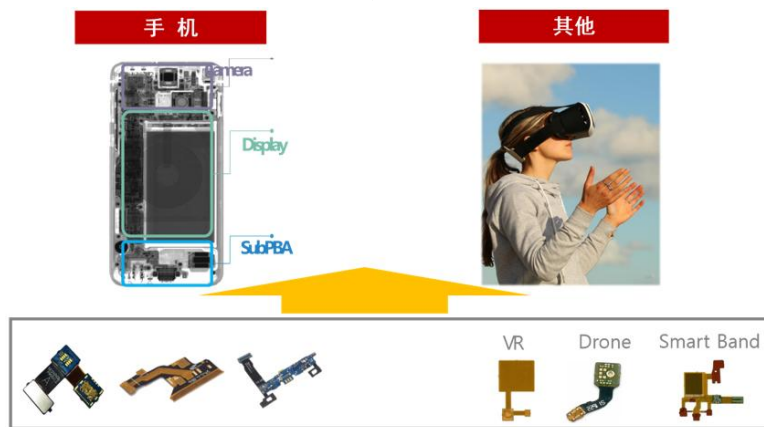 手 机
其他
Camera
Display
SubPBA
VR
Drone
Smart Band